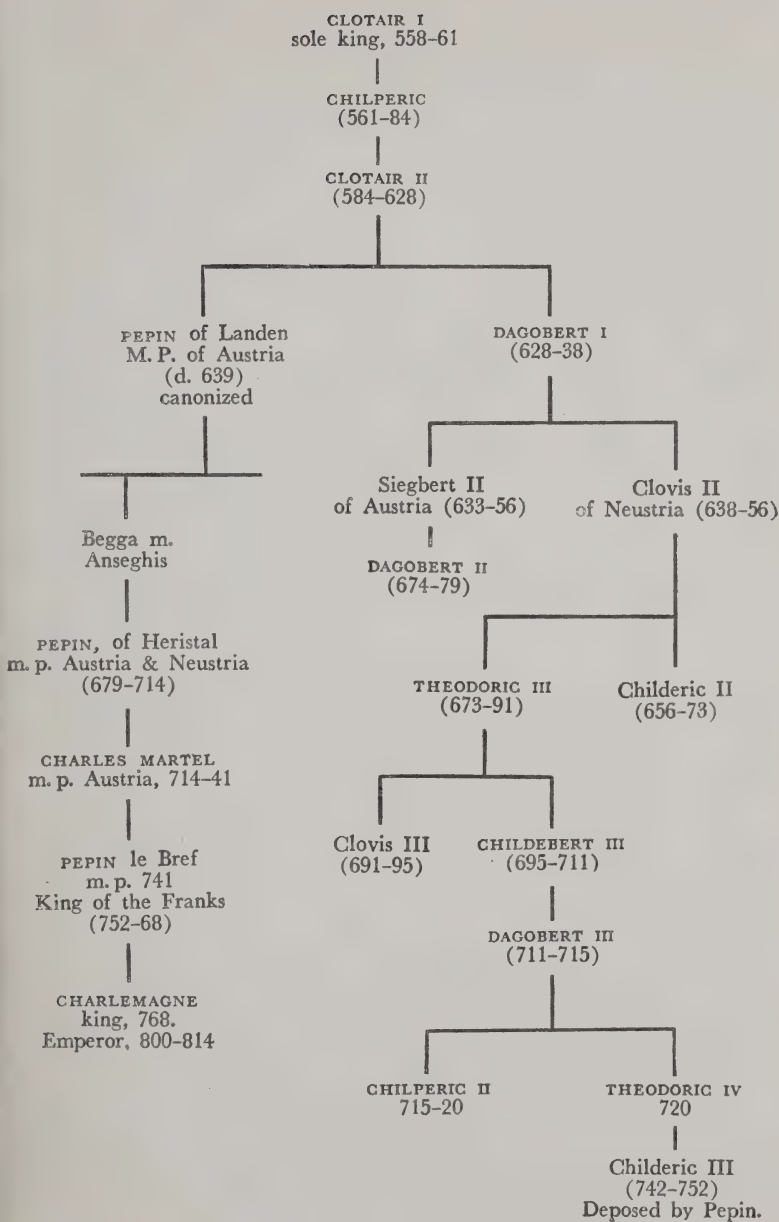 CLOTAIR I
sole king, 558–61
CHILPERIC
(561–84)
CLOTAIR II
(584–628)
PEPIN of Landen
M. P. of Austria
(d. 639)
canonized
DAGOBERT I
(628–38)
Siegbert II
of Austria (633–56)
Clovis II
of Neustria (638–56)
Begga m.
Anseghis
DAGOBERT II
(674–79)
PEPIN, of Heristal
m. p. Austria & Neustria
(679–714)
THEODORIC III
(673–91)
Childeric II
(656–73)
CHARLES MARTEL
m. p. Austria, 714–41
Clovis III
(691–95)
CHILDEBERT III
(695–711)
PEPIN le Bref
m. p. 741
King of the Franks
(752–68)
DAGOBERT III
(711–715)
CHARLEMAGNE
king, 768.
Emperor, 800–814
CHILPERIC II
715–20
THEODORIC IV
720
Childeric III
(742–752)
Deposed by Pepin.